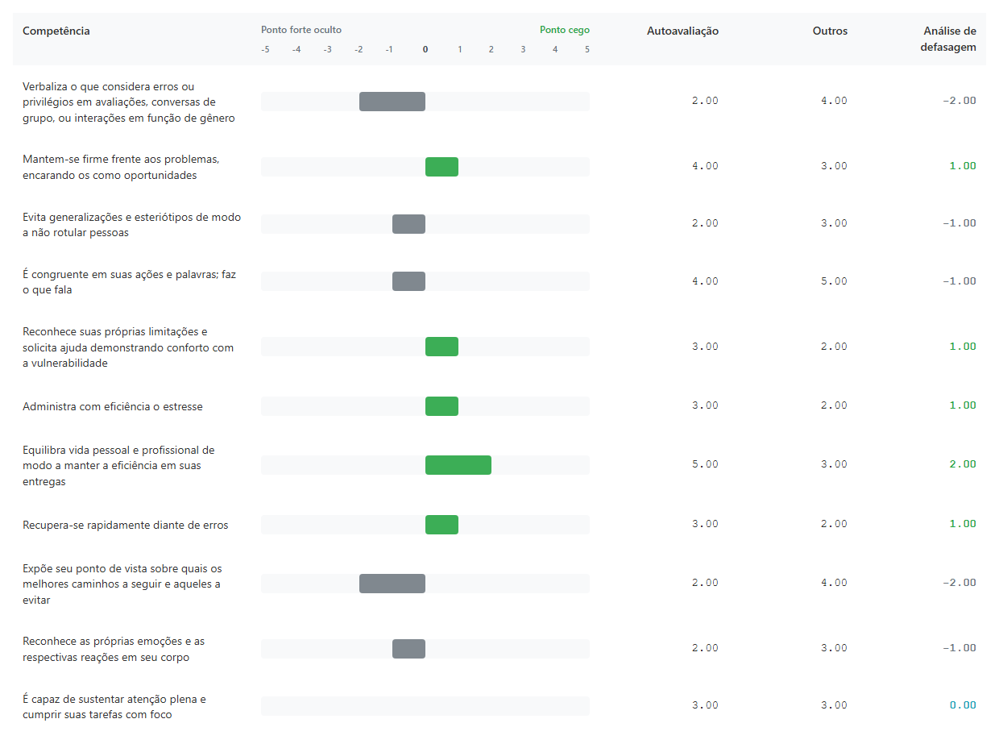 Competência
Ponto forte oculto
Ponto cego
-5 -4 -3 -2 -1 0 1 2 3 4 5
Autoavaliação
Outros
Análise de
defasagem
Verbaliza o que considera erros ou
privilégios em avaliações, conversas de
grupo, ou interações em função de gênero
2.00 4.00 −2.00
Mantem-se firme frente aos problemas,
encarando os como oportunidades
4.00 3.00 1.00
Evita generalizações e esteriótipos de modo
a não rotular pessoas
2.00 3.00 −1.00
É congruente em suas ações e palavras; faz
o que fala
4.00 5.00 −1.00
Reconhece suas próprias limitações e
solicita ajuda demonstrando conforto com
a vulnerabilidade
3.00 2.00 1.00
Administra com eficiência o estresse
3.00 2.00 1.00
Equilibra vida pessoal e profissional de
modo a manter a eficiência em suas
entregas
5.00 3.00 2.00
Recupera-se rapidamente diante de erros
3.00 2.00 1.00
Expõe seu ponto de vista sobre quais os
melhores caminhos a seguir e aqueles a
evitar
2.00 4.00 −2.00
Reconhece as próprias emoções e as
respectivas reações em seu corpo
2.00 3.00 −1.00
É capaz de sustentar atenção plena e
cumprir suas tarefas com foco
3.00 3.00 0.00